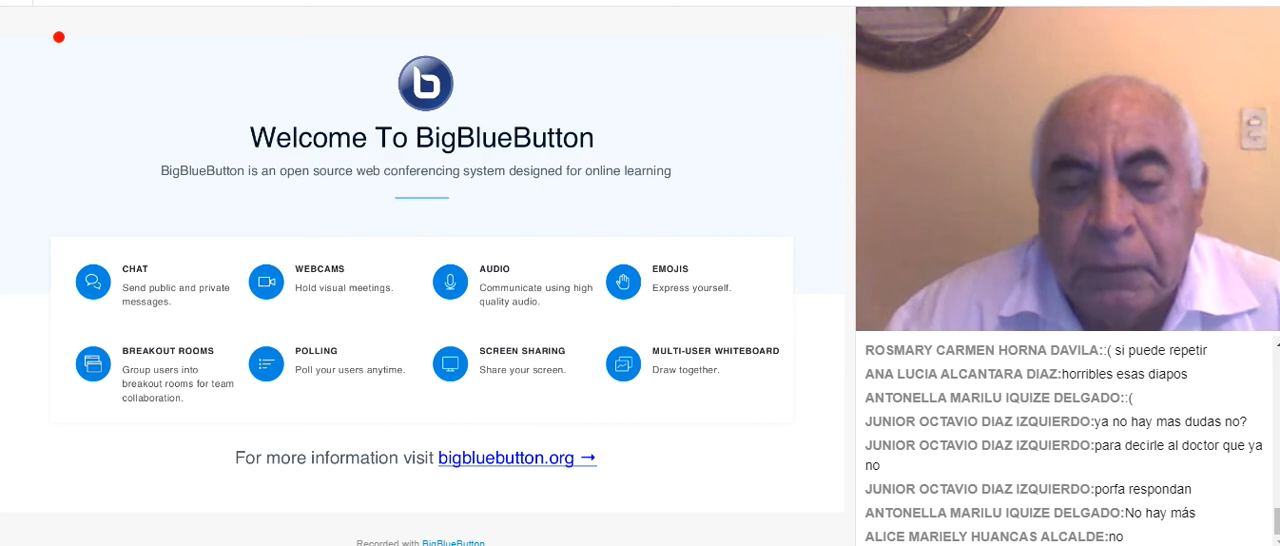 Welcome To BigBlueButton
BigBlueButton is an open source web conferencing system designed for online learning
CHAT
Send public and private
messages.
WEBCAMS
Hold visual meetings.
AUDIO
Communicate using high
quality audio.
EMOJIS
Express yourself.
BREAKOUT ROOMS
Group users into
breakout rooms for team
collaboration.
POLLING
Poll your users anytime.
SCREEN SHARING
Share your screen.
MULTI-USER WHITEBOARD
Draw together.
For more information visit bigbluebutton.org →
Recorded with BigBlueButton
ROSMARY CARMEN HORNA DAVILA::( si puede repetir
ANA LUCIA ALCANTARA DIAZ:horribles esas diapos
ANTONELLA MARILU IQUIZE DELGADO::(
JUNIOR OCTAVIO DIAZ IZQUIERDO:ya no hay mas dudas no?
JUNIOR OCTAVIO DIAZ IZQUIERDO:para decirle al doctor que ya
no
JUNIOR OCTAVIO DIAZ IZQUIERDO:porfa respondan
ANTONELLA MARILU IQUIZE DELGADO:No hay más
ALICE MARIELY HUANCAS ALCALDE:no